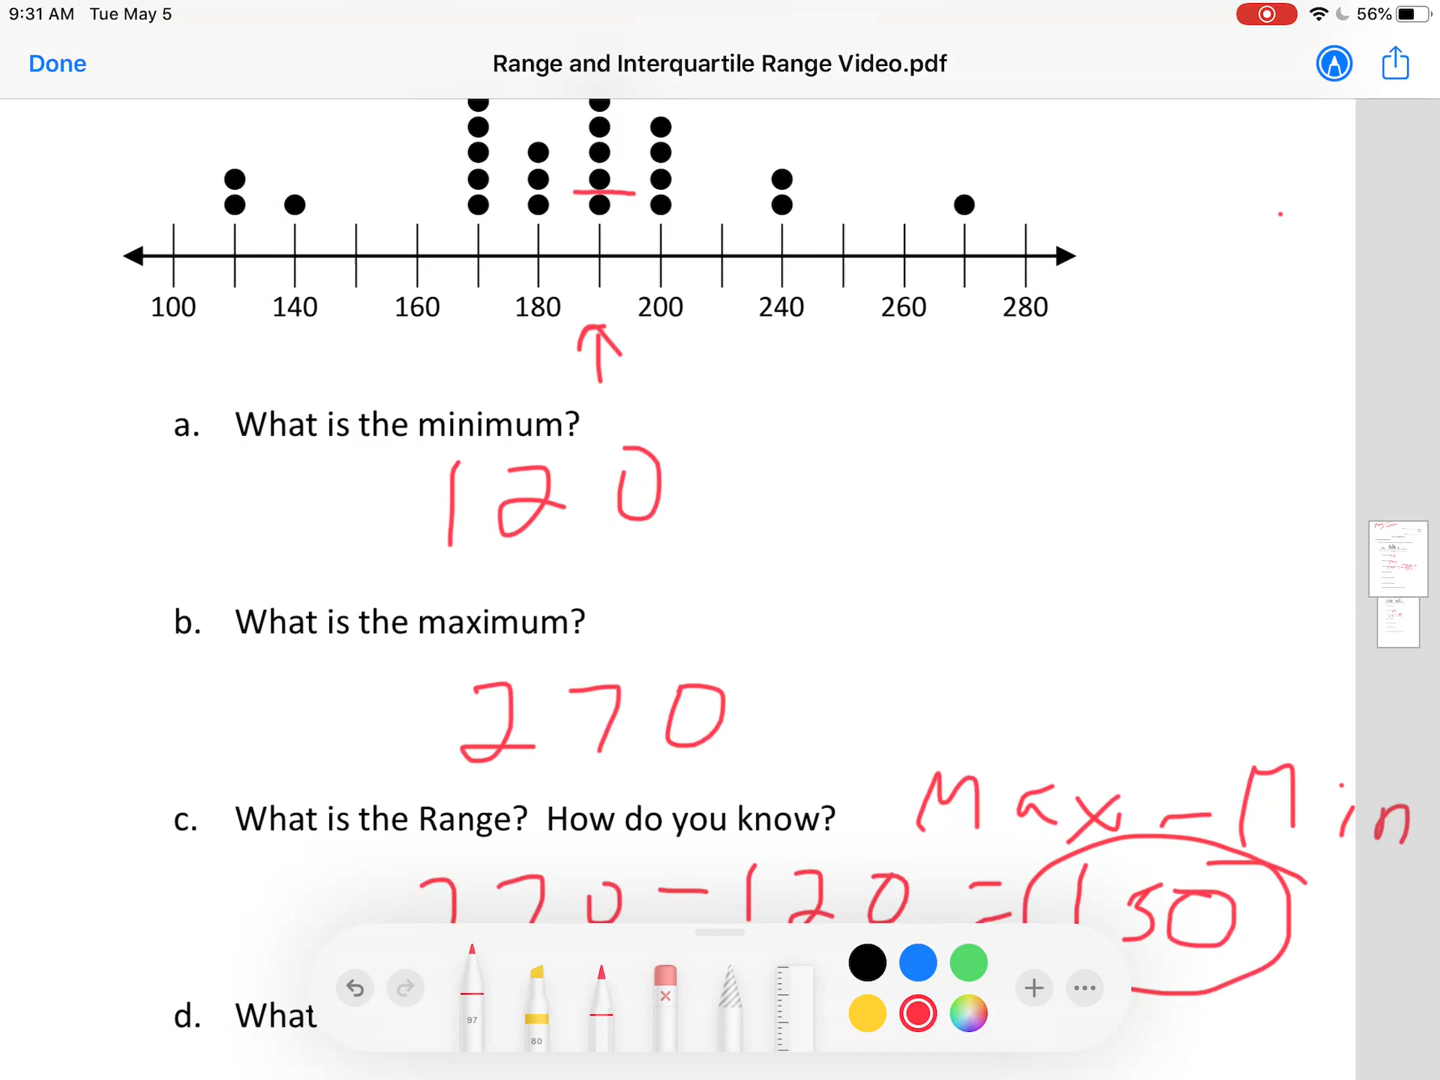 9:31 AM Tue May 5 56%
Done Range and Interquartile Range Video.pdf
100 140 160 180 200 240 260 280
a. What is the minimum?
120
b. What is the maximum?
270
c. What is the Range? How do you know? Max - Min
270 - 120 = 150
d. What
97
80